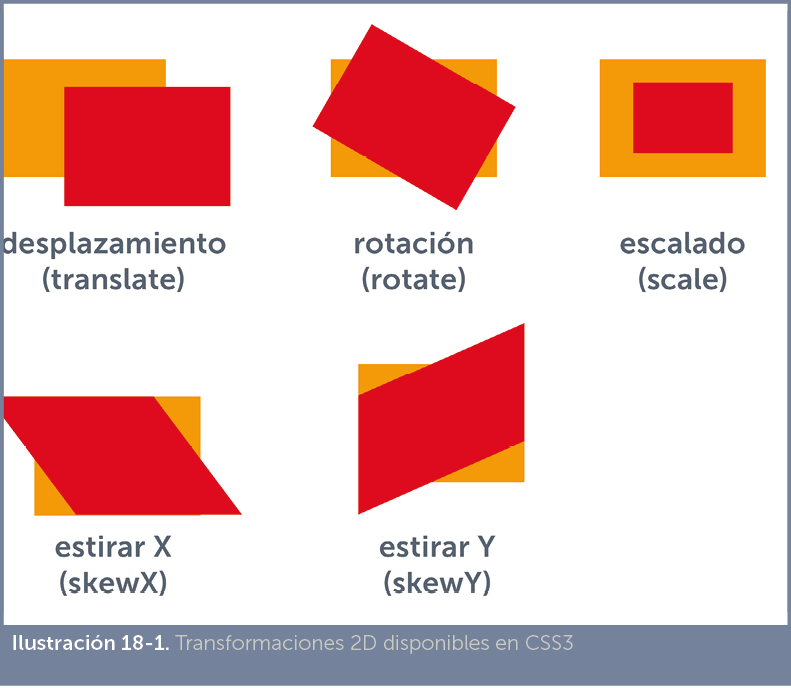 desplazamiento
(translate)
rotación
(rotate)
escalado
(scale)
estirar X
(skewX)
estirar Y
(skewY)
Ilustración 18-1. Transformaciones 2D disponibles en CSS3